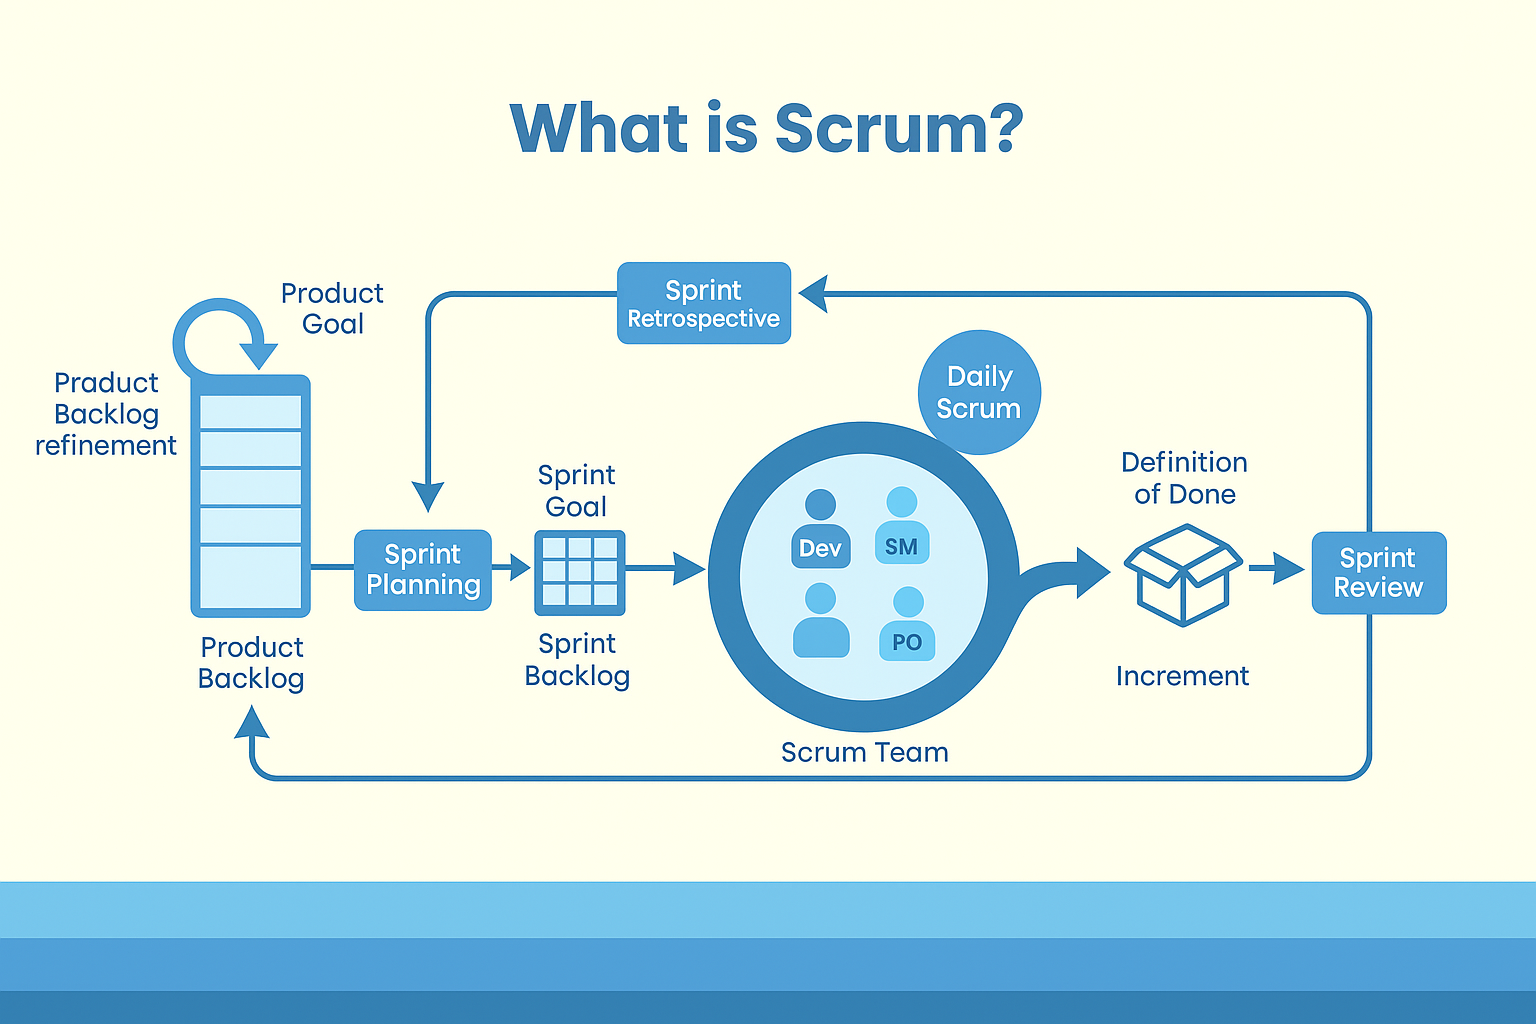 What is Scrum?
Product
Goal
Praduct
Backlog
refinement
Product
Backlog
Sprint
Planning
Sprint
Goal
Sprint
Backlog
Sprint
Retrospective
Daily
Scrum
Dev
SM
PO
Scrum Team
Definition
of Done
Increment
Sprint
Review